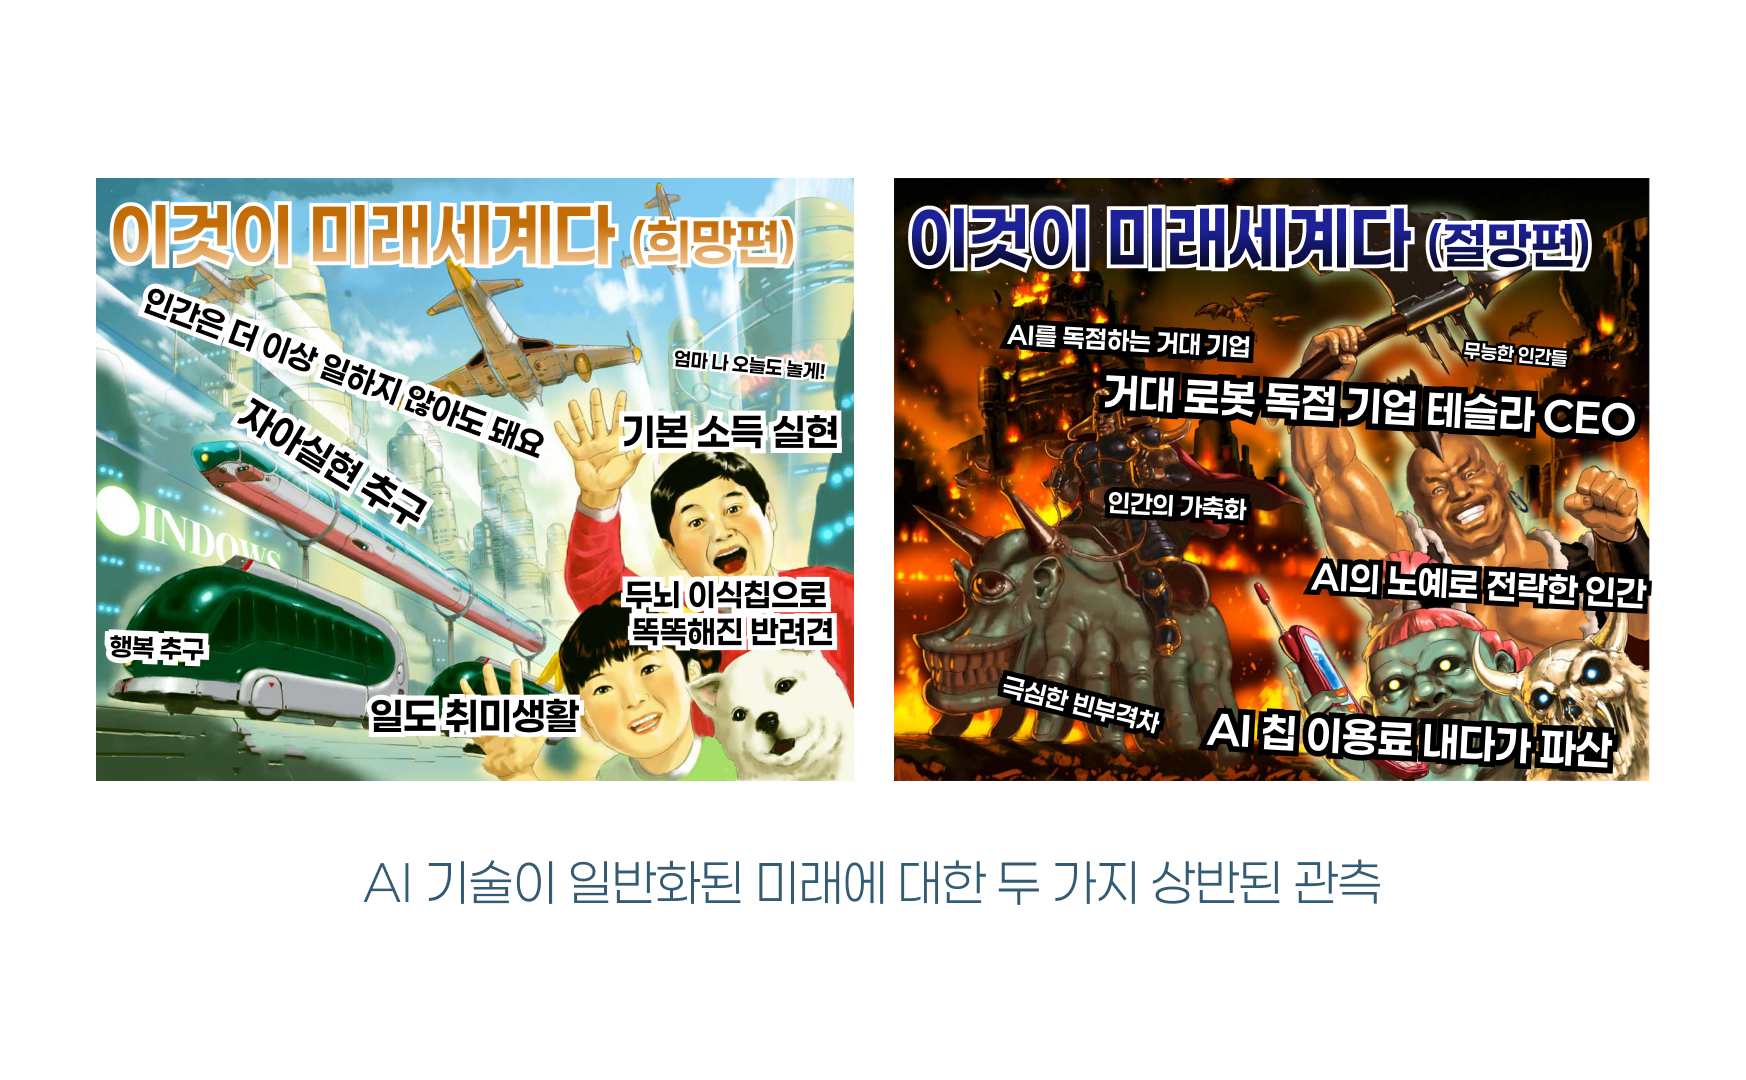 이것이 미래세계다 (희망편)
인간은 더 이상 일하지 않아도 돼요
엄마 나 오늘도 놀게!
자아실현 추구
기본 소득 실현
INDOWS
두뇌 이식칩으로
똑똑해진 반려견
행복 추구
일도 취미생활
이것이 미래세계다 (절망편)
AI를 독점하는 거대 기업
무능한 인간들
거대 로봇 독점 기업 테슬라 CEO
인간의 가축화
AI의 노예로 전락한 인간
극심한 빈부격차
AI 칩 이용료 내다가 파산
AI 기술이 일반화된 미래에 대한 두 가지 상반된 관측